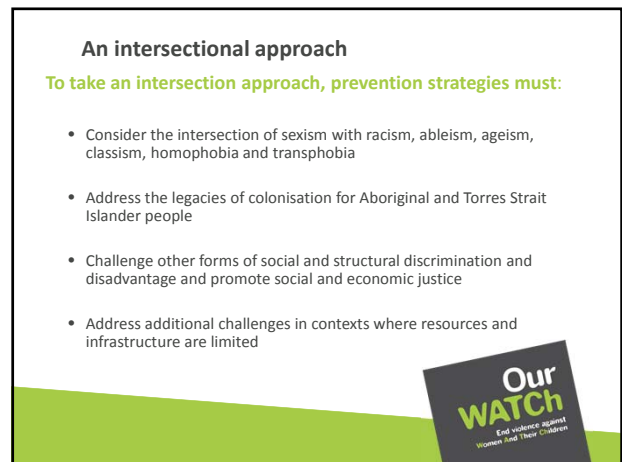 An intersectional approach
To take an intersection approach, prevention strategies must:
• Consider the intersection of sexism with racism, ableism, ageism,
classism, homophobia and transphobia
• Address the legacies of colonisation for Aboriginal and Torres Strait
Islander people
• Challenge other forms of social and structural discrimination and
disadvantage and promote social and economic justice
• Address additional challenges in contexts where resources and
infrastructure are limited
Our
WATCh
End violence against
Women And Their Children